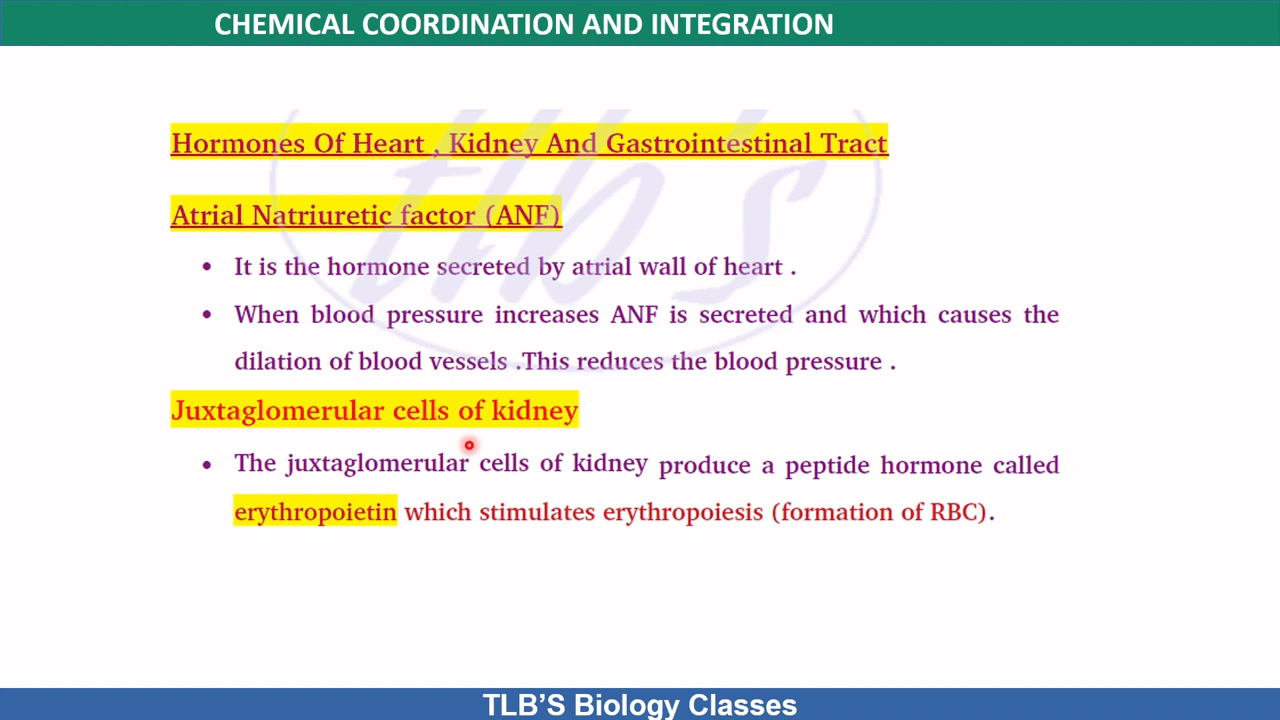 CHEMICAL COORDINATION AND INTEGRATION
Hormones Of Heart , Kidney And Gastrointestinal Tract
Atrial Natriuretic factor (ANF)
• It is the hormone secreted by atrial wall of heart .
• When blood pressure increases ANF is secreted and which causes the
dilation of blood vessels .This reduces the blood pressure .
Juxtaglomerular cells of kidney
• The juxtaglomerular cells of kidney produce a peptide hormone called
erythropoietin which stimulates erythropoiesis (formation of RBC).
tlb's
TLB'S Biology Classes